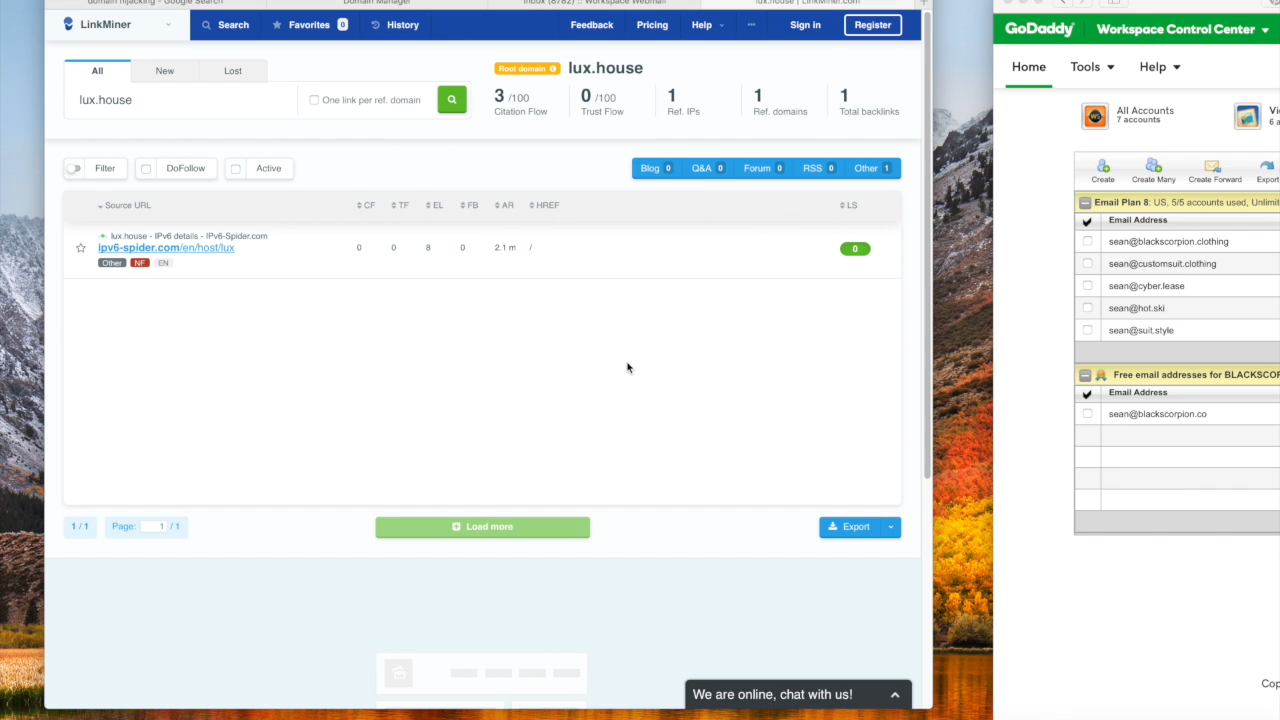 domain hijacking - Google Search
Domain Manager
Inbox (8782) :: Workspace Webmail
lux.house | LinkMiner.com
LinkMiner
Search
Favorites 0
History
Feedback
Pricing
Help
Sign in
Register
All
New
Lost
lux.house
One link per ref. domain
Root domain
lux.house
3 /100
Citation Flow
0 /100
Trust Flow
1
Ref. IPs
1
Ref. domains
1
Total backlinks
Filter
DoFollow
Active
Blog 0
Q&A 0
Forum 0
RSS 0
Other 1
Source URL
CF
TF
EL
FB
AR
HREF
LS
lux.house - IPv6 details - IPv6-Spider.com
ipv6-spider.com/en/host/lux
0
0
8
0
2.1 m
/
0
Other
NF
EN
1 / 1
Page: 1 / 1
Load more
Export
We are online, chat with us!
GoDaddy
Workspace Control Center
Home
Tools
Help
All Accounts
7 accounts
Create
Create Many
Create Forward
Export
Email Plan 8: US, 5/5 accounts used, Unlimit
Email Address
sean@blackscorpion.clothing
sean@customsuit.clothing
sean@cyber.lease
sean@hot.ski
sean@suit.style
Free email addresses for BLACKSCOR
Email Address
sean@blackscorpion.co